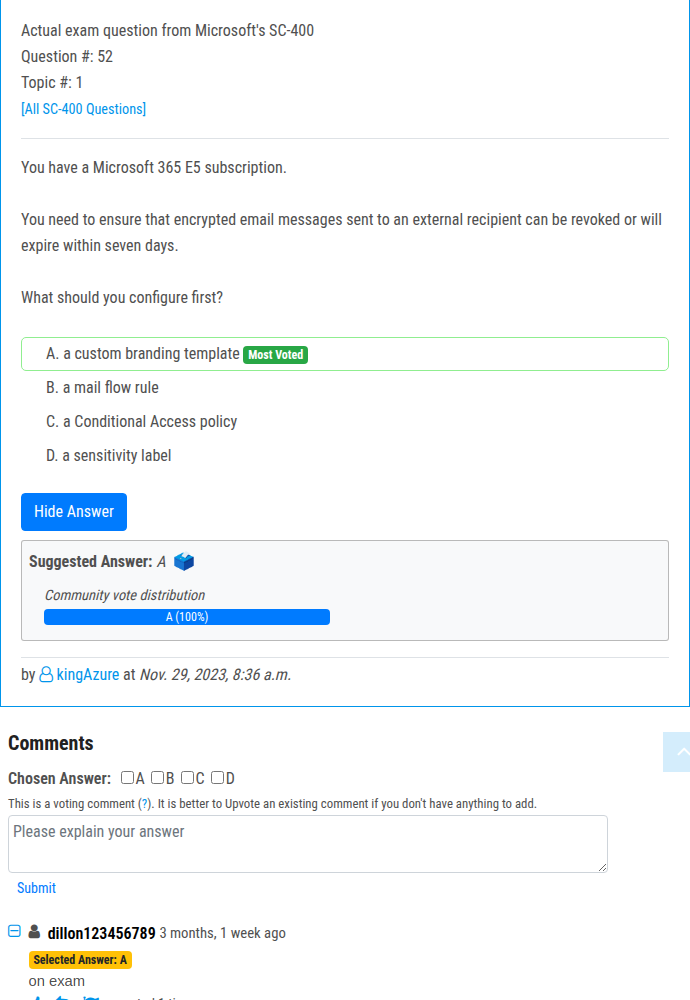 Actual exam question from Microsoft's SC-400
Question #: 52
Topic #: 1
[All SC-400 Questions]
You have a Microsoft 365 E5 subscription.
You need to ensure that encrypted email messages sent to an external recipient can be revoked or will
expire within seven days.
What should you configure first?
A. a custom branding template Most Voted
B. a mail flow rule
C. a Conditional Access policy
D. a sensitivity label
Hide Answer
Suggested Answer: A
Community vote distribution
A (100%)
by kingAzure at Nov. 29, 2023, 8:36 a.m.
Comments
Chosen Answer: A B C D
This is a voting comment (?). It is better to Upvote an existing comment if you don't have anything to add.
Please explain your answer
Submit
dillon123456789 3 months, 1 week ago
Selected Answer: A
on exam